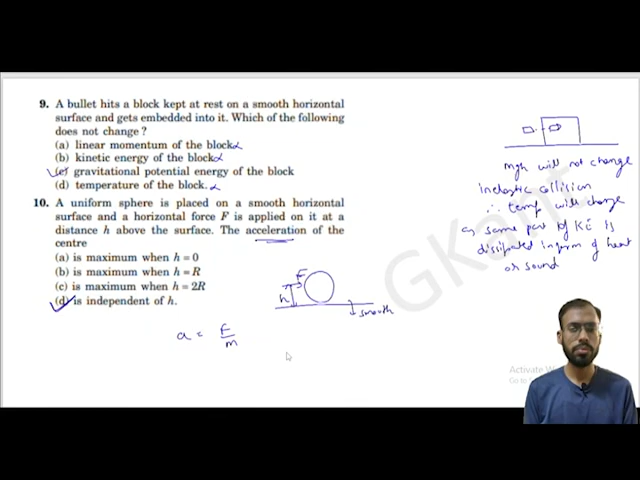 9. A bullet hits a block kept at rest on a smooth horizontal
surface and gets embedded into it. Which of the following
does not change ?
(a) linear momentum of the block
(b) kinetic energy of the block
(c) gravitational potential energy of the block
(d) temperature of the block.
10. A uniform sphere is placed on a smooth horizontal
surface and a horizontal force F is applied on it at a
distance h above the surface. The acceleration of the
centre
(a) is maximum when h = 0
(b) is maximum when h = R
(c) is maximum when h = 2R
(d) is independent of h.
a = F/m
F
h
smooth
mgh will not change
Inelastic collision
∴ temp will change
as some part of KE is
dissipated in form of heat
or sound
GKant
Activate
Go to